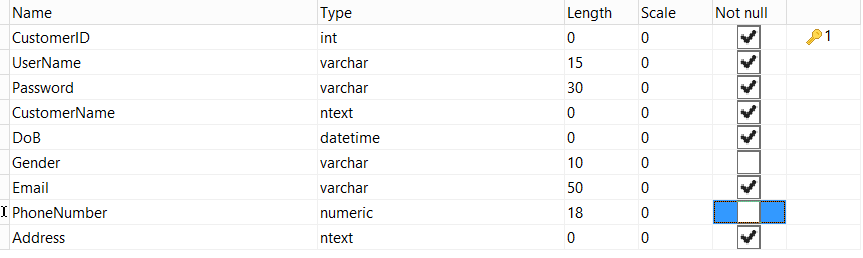 Name Type Length Scale Not null
CustomerID int 0 0 1
UserName varchar 15 0
Password varchar 30 0
CustomerName ntext 0 0
DoB datetime 0 0
Gender varchar 10 0
Email varchar 50 0
PhoneNumber numeric 18 0
Address ntext 0 0